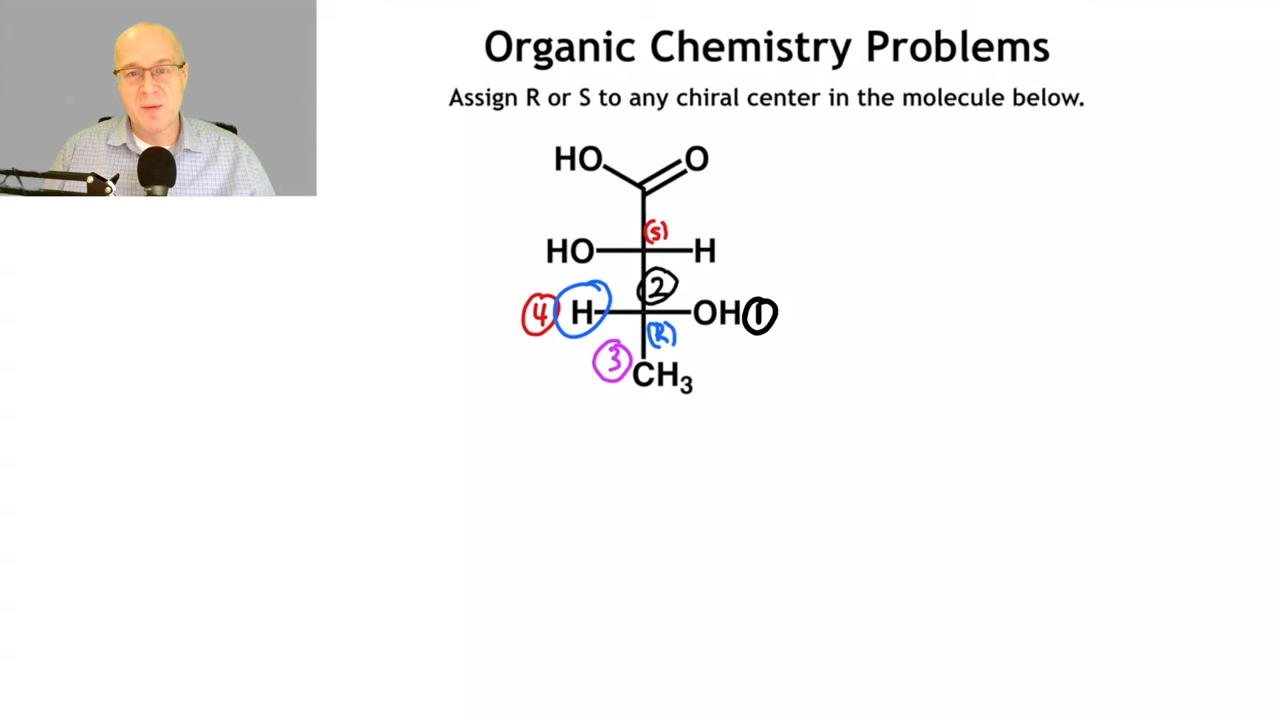 Organic Chemistry Problems
Assign R or S to any chiral center in the molecule below.
HO O
(S)
HO H
2
4 H OH 1
(R)
3
CH₃